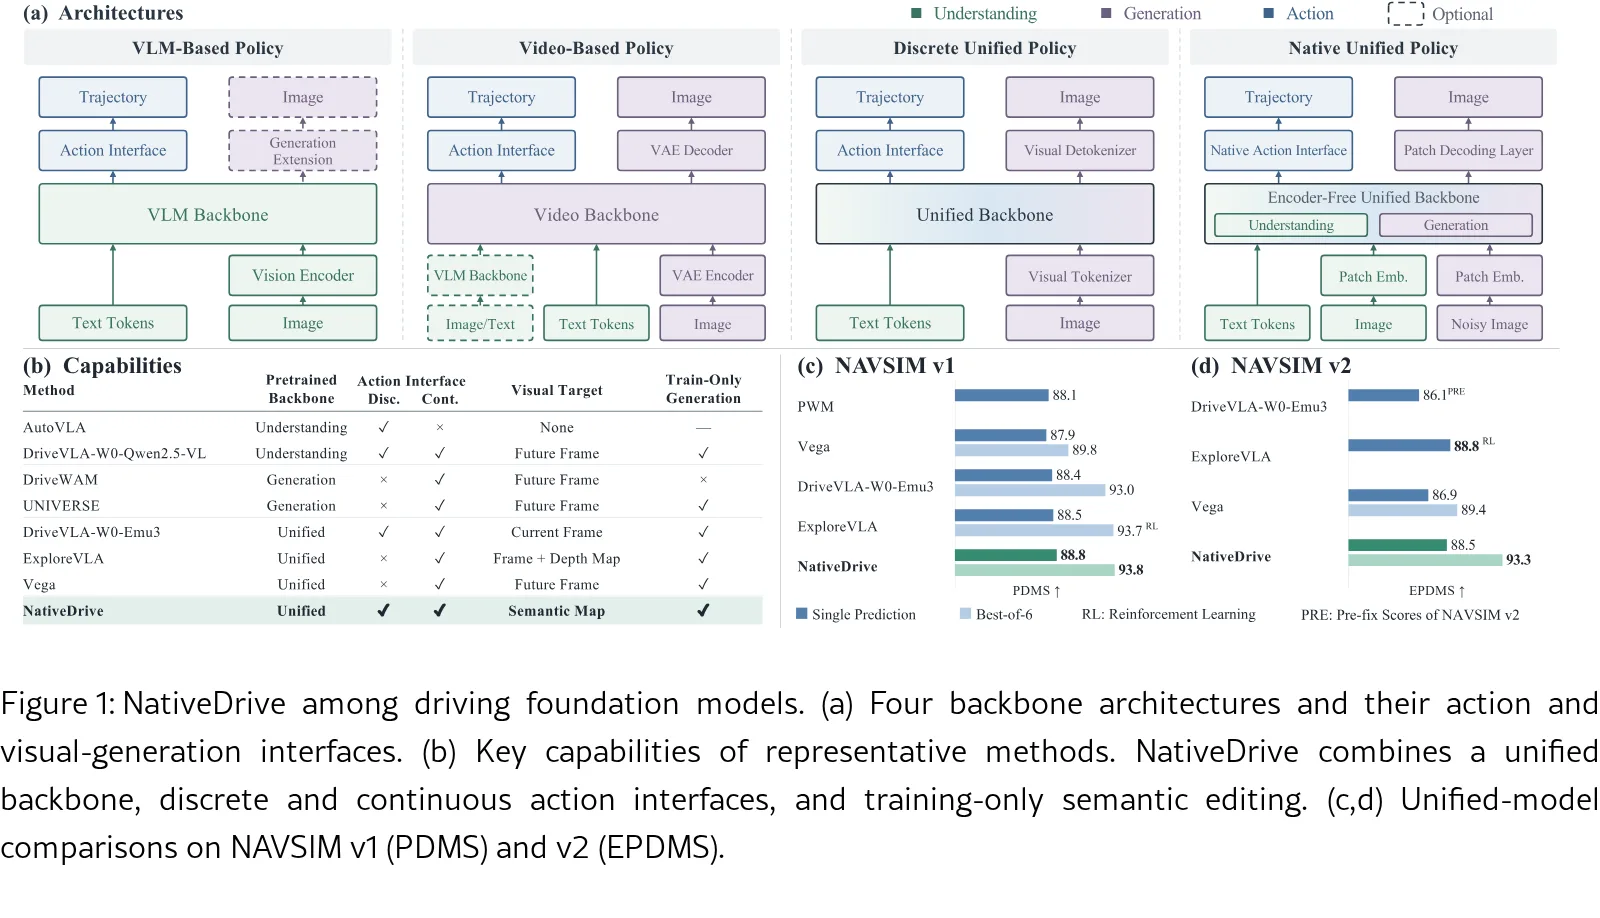 (a) Architectures
Understanding Generation Action Optional
VLM-Based Policy
Trajectory
Image
Action Interface
Generation
Extension
VLM Backbone
Vision Encoder
Text Tokens
Image
Video-Based Policy
Trajectory
Image
Action Interface
VAE Decoder
Video Backbone
VLM Backbone
VAE Encoder
Image/Text
Text Tokens
Image
Discrete Unified Policy
Trajectory
Image
Action Interface
Visual Detokenizer
Unified Backbone
Visual Tokenizer
Text Tokens
Image
Native Unified Policy
Trajectory
Image
Native Action Interface
Patch Decoding Layer
Encoder-Free Unified Backbone
Understanding
Generation
Patch Emb.
Patch Emb.
Text Tokens
Image
Noisy Image
(b) Capabilities
Method Pretrained Backbone Action Interface Disc. Cont. Visual Target Train-Only Generation
AutoVLA Understanding ✓ × None —
DriveVLA-W0-Qwen2.5-VL Understanding ✓ ✓ Future Frame ✓
DriveWAM Generation × ✓ Future Frame ×
UNIVERSE Generation × ✓ Future Frame ✓
DriveVLA-W0-Emu3 Unified ✓ ✓ Current Frame ✓
ExploreVLA Unified × ✓ Frame + Depth Map ✓
Vega Unified × ✓ Future Frame ✓
NativeDrive Unified ✓ ✓ Semantic Map ✓
(c) NAVSIM v1
PWM 88.1
Vega 87.9
89.8
DriveVLA-W0-Emu3 88.4
93.0
ExploreVLA 88.5
93.7 RL
NativeDrive 88.8
93.8
PDMS ↑
(d) NAVSIM v2
DriveVLA-W0-Emu3 86.1 PRE
ExploreVLA 88.8 RL
Vega 86.9
89.4
NativeDrive 88.5
93.3
EPDMS ↑
Single Prediction Best-of-6 RL: Reinforcement Learning PRE: Pre-fix Scores of NAVSIM v2
Figure 1: NativeDrive among driving foundation models. (a) Four backbone architectures and their action and
visual-generation interfaces. (b) Key capabilities of representative methods. NativeDrive combines a unified
backbone, discrete and continuous action interfaces, and training-only semantic editing. (c,d) Unified-model
comparisons on NAVSIM v1 (PDMS) and v2 (EPDMS).